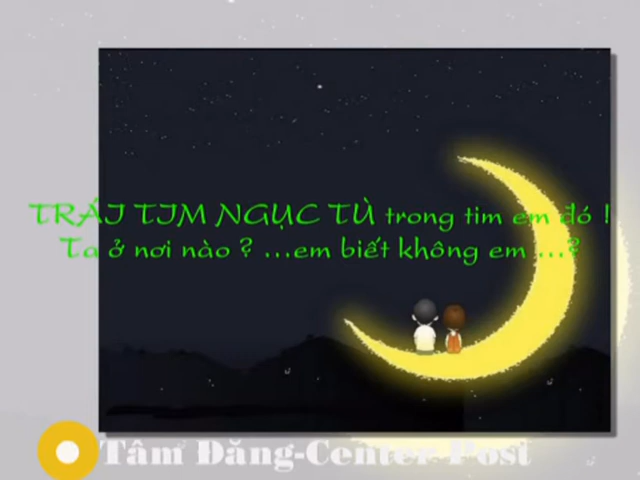 TRÁI TIM NGỤC TÙ trong tim em đó !
Ta ở nơi nào ? ...em biết không em ...?
Tâm Đăng-Center Post